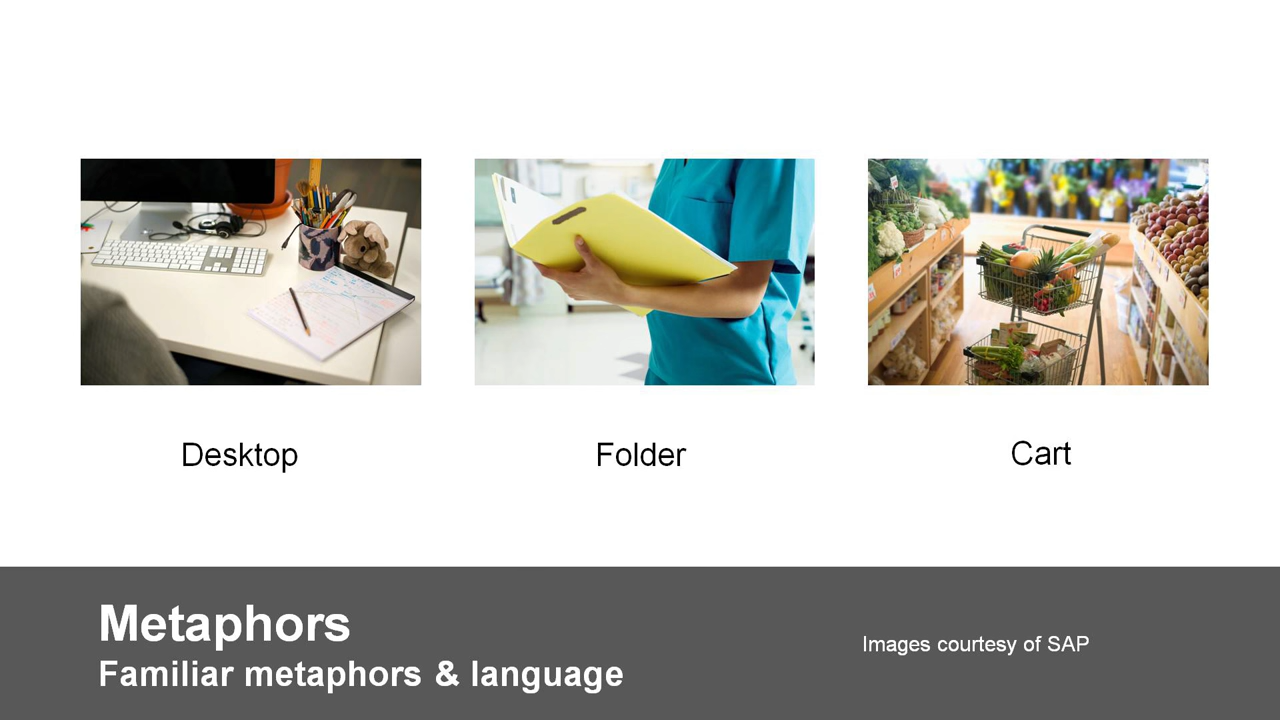 Desktop
Folder
Cart
Metaphors
Familiar metaphors & language
Images courtesy of SAP